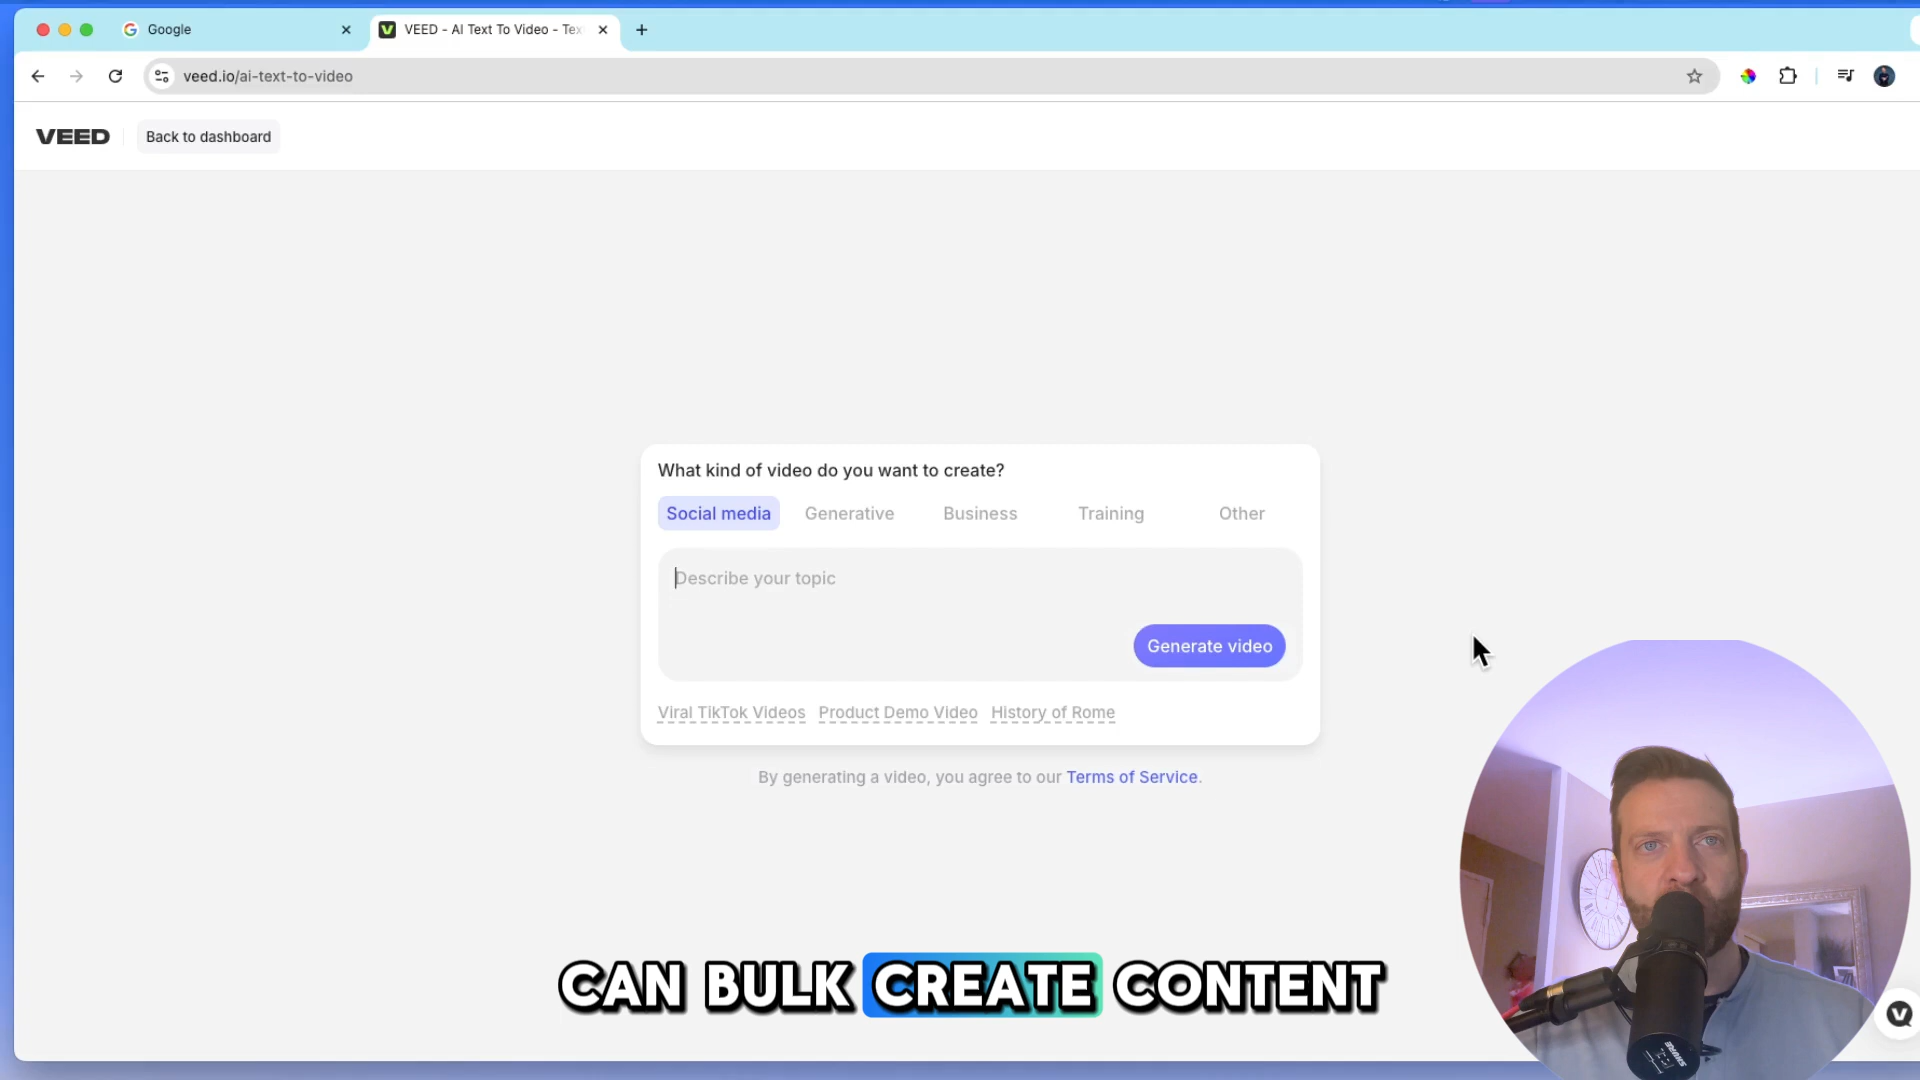 Google
VEED - AI Text To Video - Tex
veed.io/ai-text-to-video
VEED
Back to dashboard
What kind of video do you want to create?
Social media Generative Business Training Other
Describe your topic
Generate video
Viral TikTok Videos Product Demo Video History of Rome
By generating a video, you agree to our Terms of Service.
CAN BULK CREATE CONTENT
SHURE